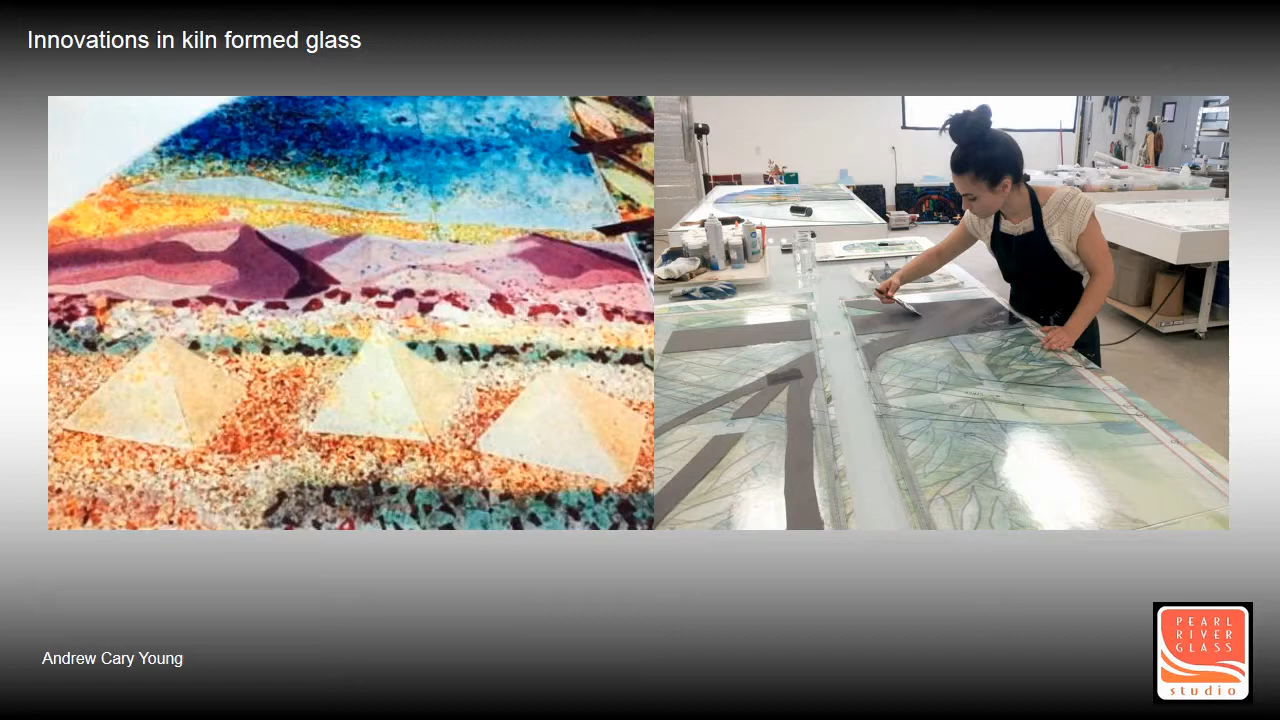 Innovations in kiln formed glass
Andrew Cary Young
PEARL
RIVER
GLASS
studio